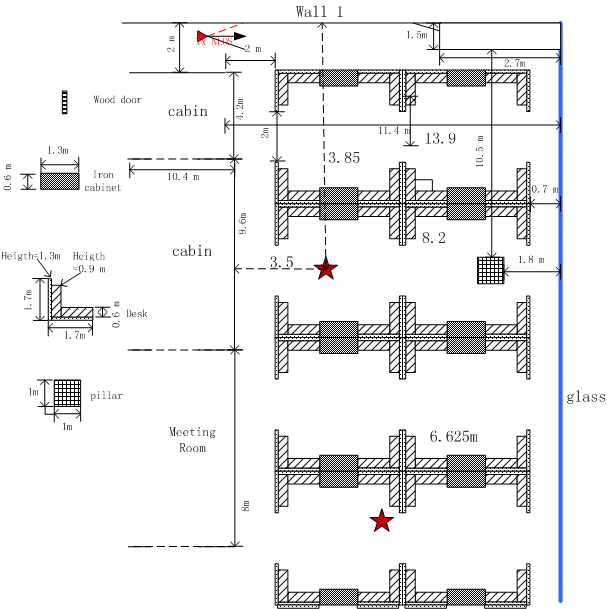 Wall 1
1.5m
2 m
Tx NLOS
2 m
2.7m
Wood door
cabin
4.2m
2m
11.4 m
13.9
10.5 m
1.3m
3.85
0.6 m
Iron
cabinet
10.4 m
0.7 m
9.6m
8.2
cabin
Heigth=1.3m
Heigth
=0.9 m
3.5
1.8 m
1.7m
0.6 m
Desk
1.7m
glass
1m
pillar
1m
Meeting
Room
6.625m
8m